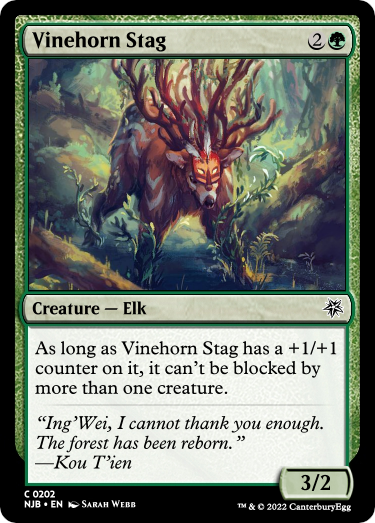 Vinehorn Stag 2
Creature — Elk
As long as Vinehorn Stag has a +1/+1
counter on it, it can't be blocked by
more than one creature.
“Ing'Wei, I cannot thank you enough.
The forest has been reborn.”
—Kou T'ien
3/2
C 0202
NJB • EN Sarah Webb
™ & © 2022 CanterburyEgg